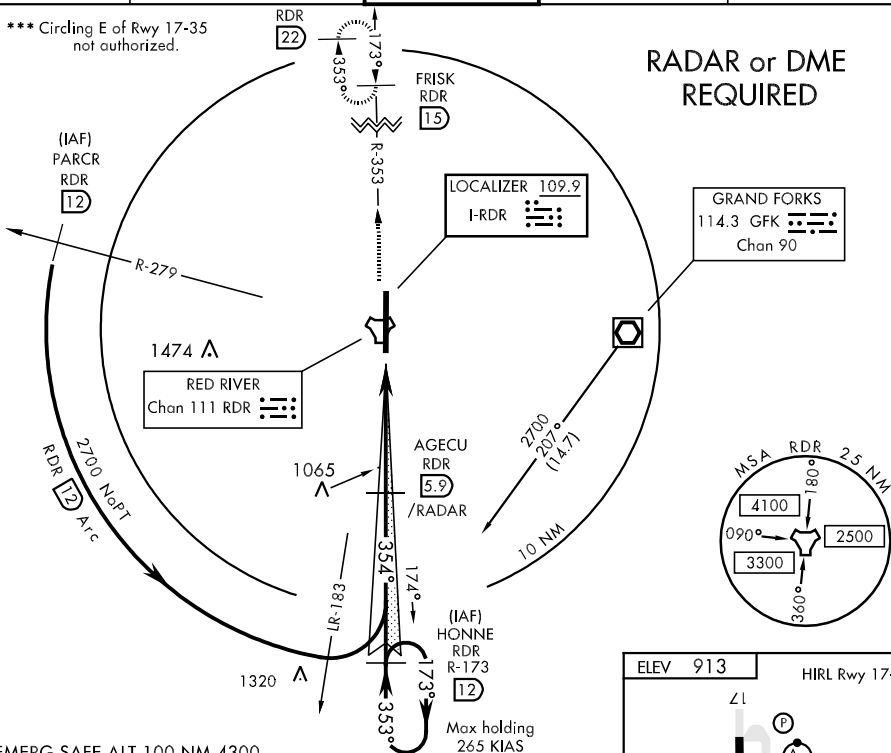 *** Circling E of Rwy 17-35
not authorized.
RDR
22
173°
353°
FRISK
RDR
15
RADAR or DME
REQUIRED
(IAF)
PARCR
RDR
12
R-353
LOCALIZER 109.9
I-RDR
GRAND FORKS
114.3 GFK
Chan 90
R-279
1474
RED RIVER
Chan 111 RDR
2700 NoPT
RDR 12 Arc
1065
AGECU
RDR
5.9
/RADAR
2700
207°
(14.7)
10 NM
MSA RDR 25 NM
180°
4100
090°
2500
3300
360°
354°
174°
LR-183
(IAF)
HONNE
RDR
R-173
12
1320
173°
353°
Max holding
265 KIAS
ELEV 913
HIRL Rwy 17-
17
P
A
EMERG SAFE ALT 100 NM 4300